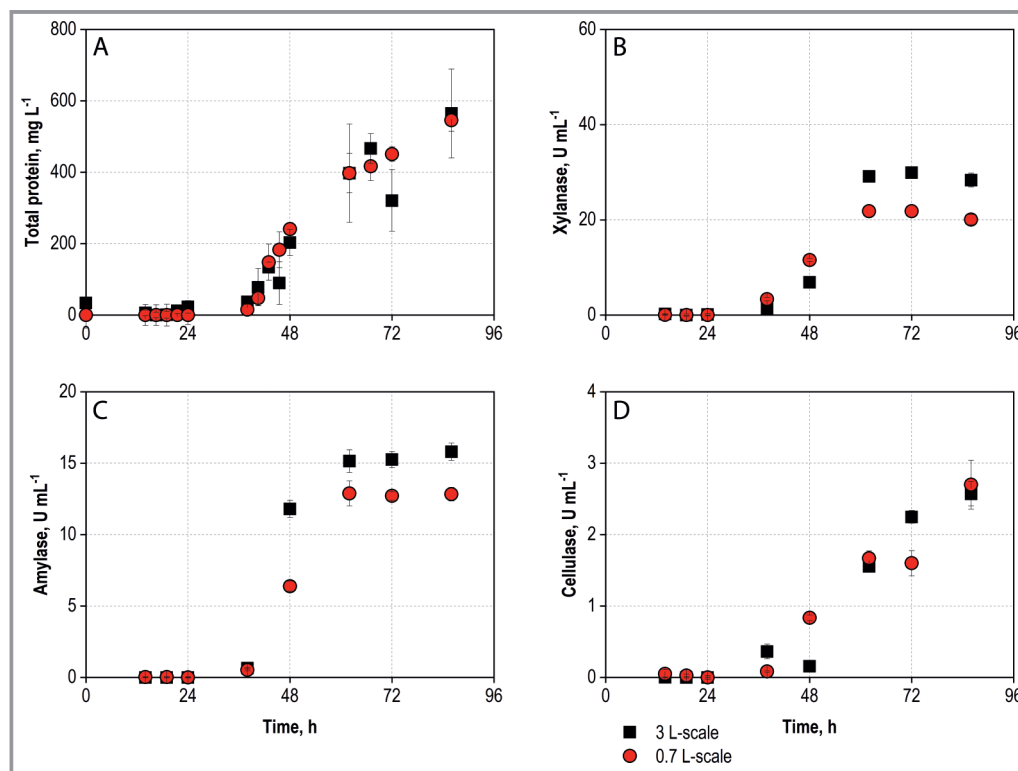 A
Total protein, mg L⁻¹
800
600
400
200
0
0 24 48 72 96
B
Xylanase, U mL⁻¹
60
40
20
0
0 24 48 72 96
C
Amylase, U mL⁻¹
20
15
10
5
0
0 24 48 72 96
Time, h
D
Cellulase, U mL⁻¹
4
3
2
1
0
0 24 48 72 96
Time, h
3 L-scale
0.7 L-scale